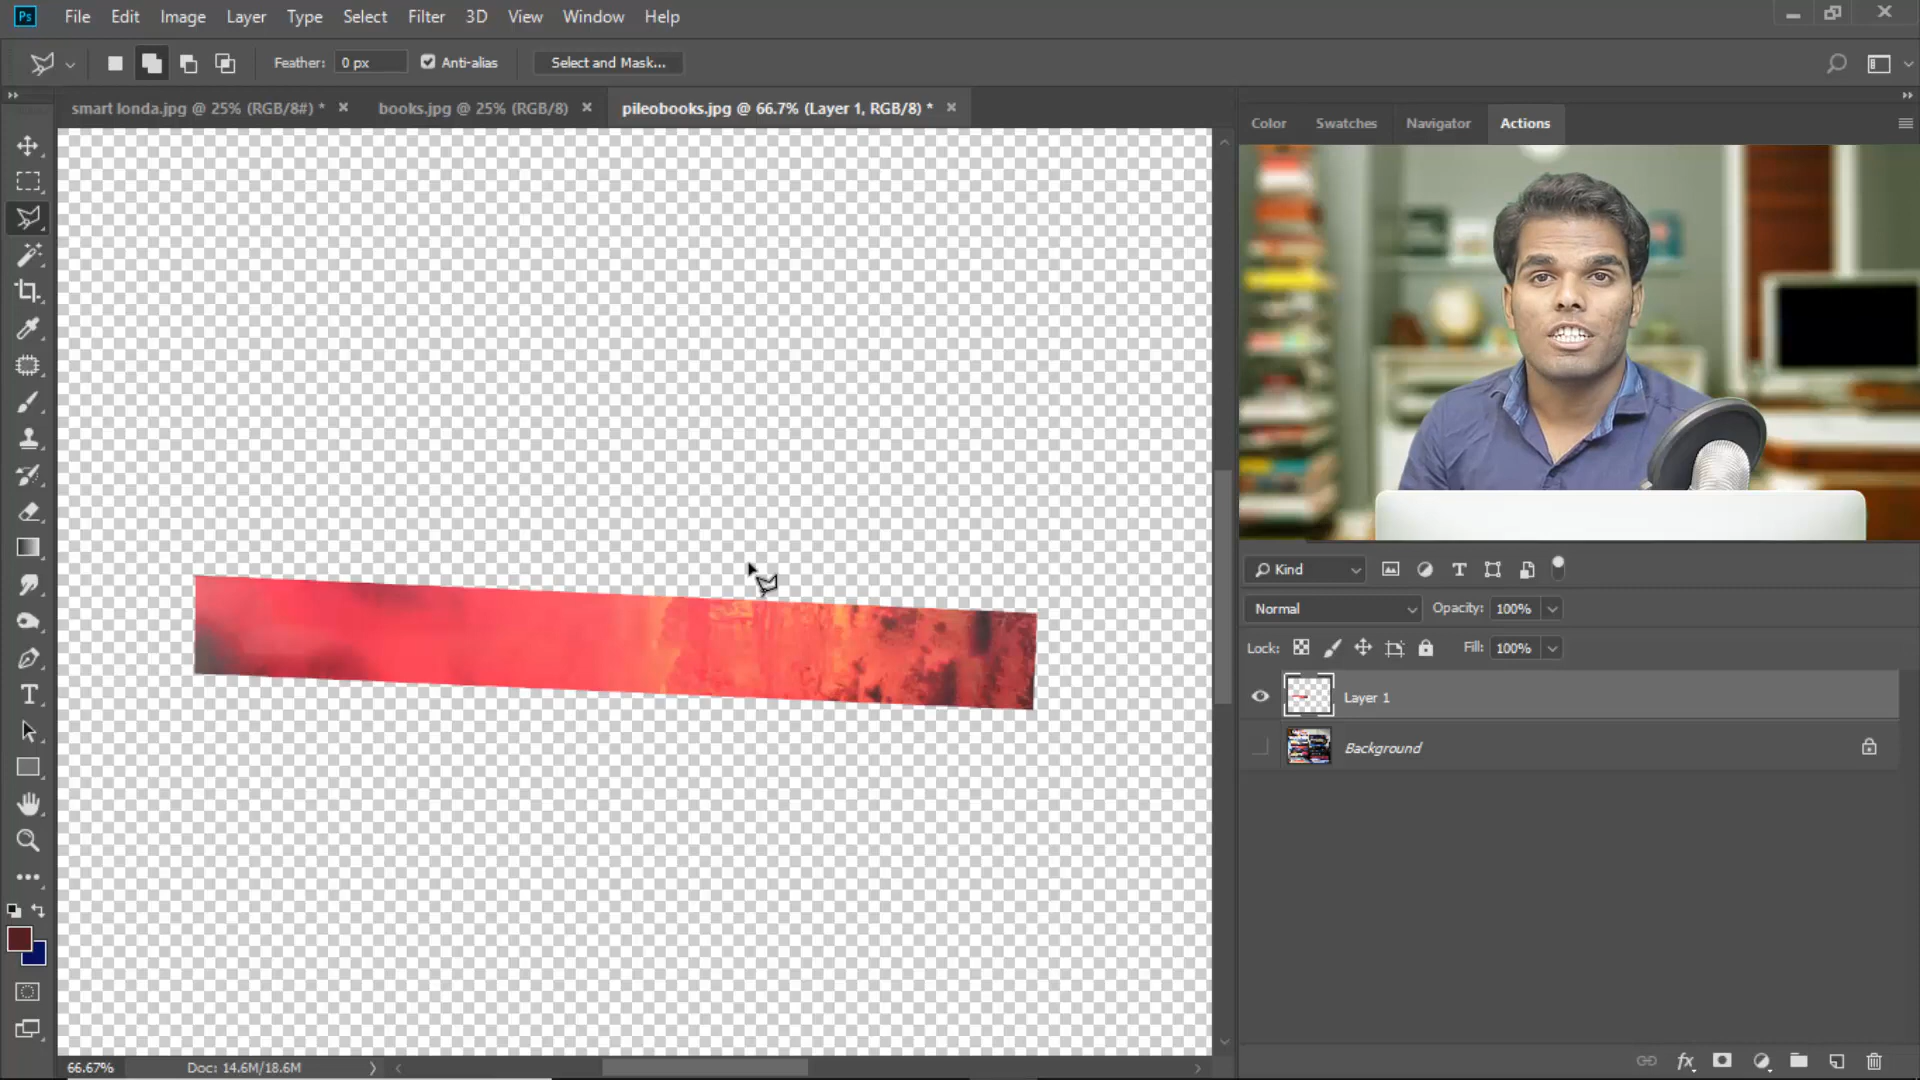 Ps File Edit Image Layer Type Select Filter 3D View Window Help
Feather: 0 px Anti-alias Select and Mask...
smart londa.jpg @ 25% (RGB/8#) * books.jpg @ 25% (RGB/8) pileobooks.jpg @ 66.7% (Layer 1, RGB/8) *
Color Swatches Navigator Actions
Kind
Normal Opacity: 100%
Lock: Fill: 100%
Layer 1
Background
66.67% Doc: 14.6M/18.6M